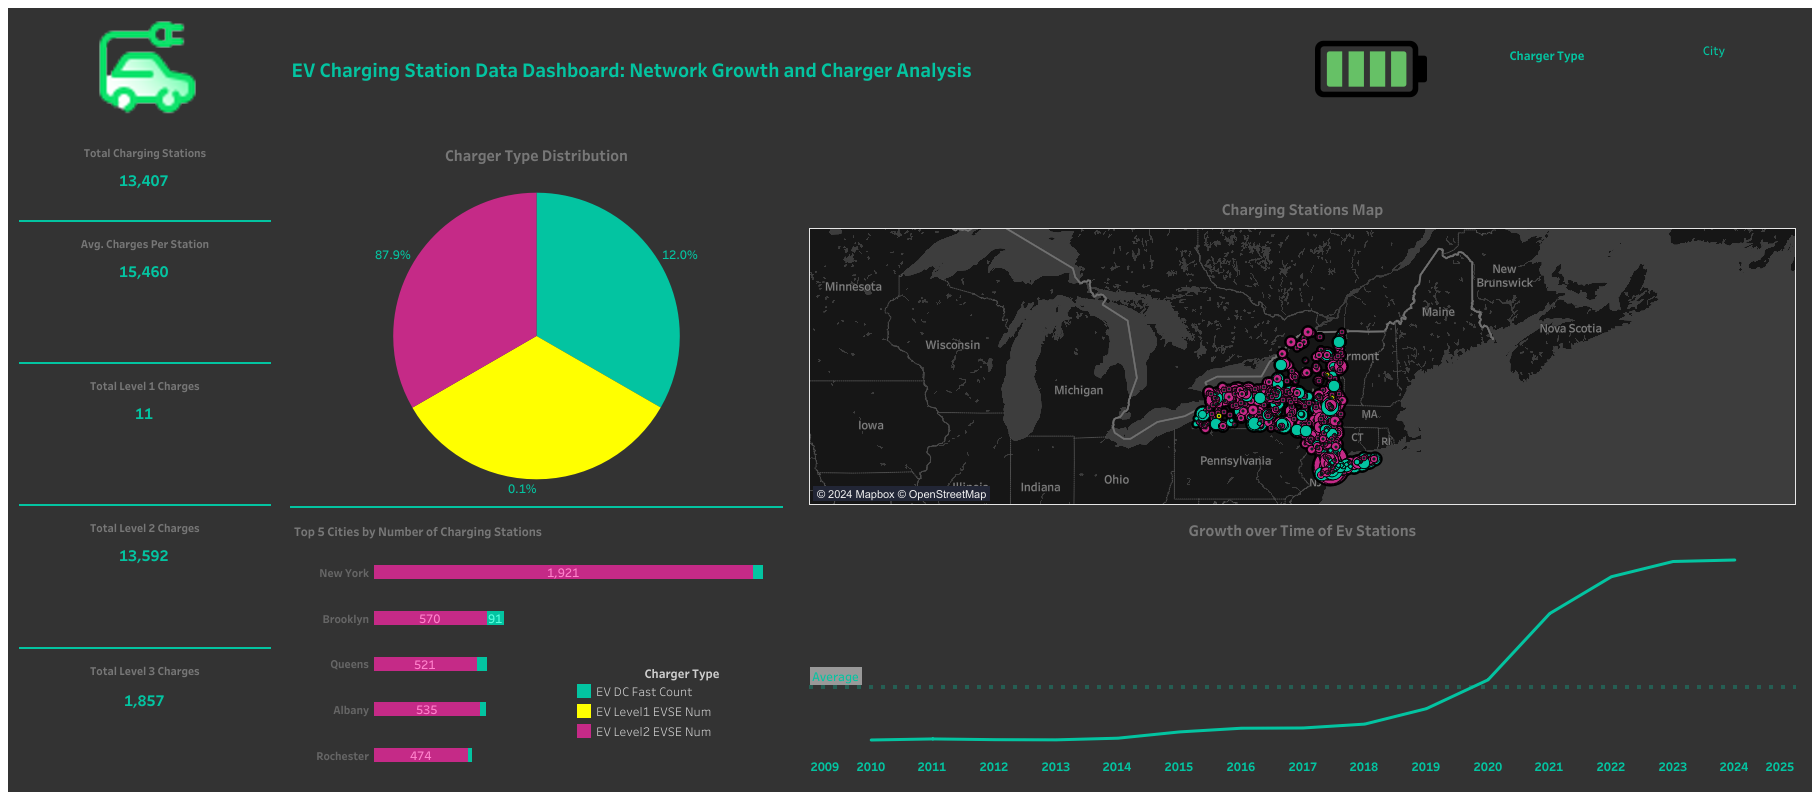 EV Charging Station Data Dashboard: Network Growth and Charger Analysis
Charger Type
City
Total Charging Stations
13,407
Avg. Charges Per Station
15,460
Total Level 1 Charges
11
Total Level 2 Charges
13,592
Total Level 3 Charges
1,857
Charger Type Distribution
87.9%
12.0%
0.1%
Top 5 Cities by Number of Charging Stations
New York
1,921
Brooklyn
570
91
Queens
521
Albany
535
Rochester
474
Charger Type
EV DC Fast Count
EV Level1 EVSE Num
EV Level2 EVSE Num
Charging Stations Map
Minnesota
Wisconsin
Michigan
Iowa
Illinois
Indiana
Ohio
Pennsylvania
rmont
Maine
New
Brunswick
Nova Scotia
MA
CT
RI
© 2024 Mapbox © OpenStreetMap
Growth over Time of Ev Stations
Average
2009
2010
2011
2012
2013
2014
2015
2016
2017
2018
2019
2020
2021
2022
2023
2024
2025